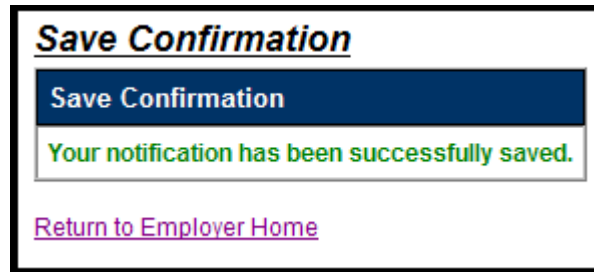 Save Confirmation
Save Confirmation
Your notification has been successfully saved.
Return to Employer Home